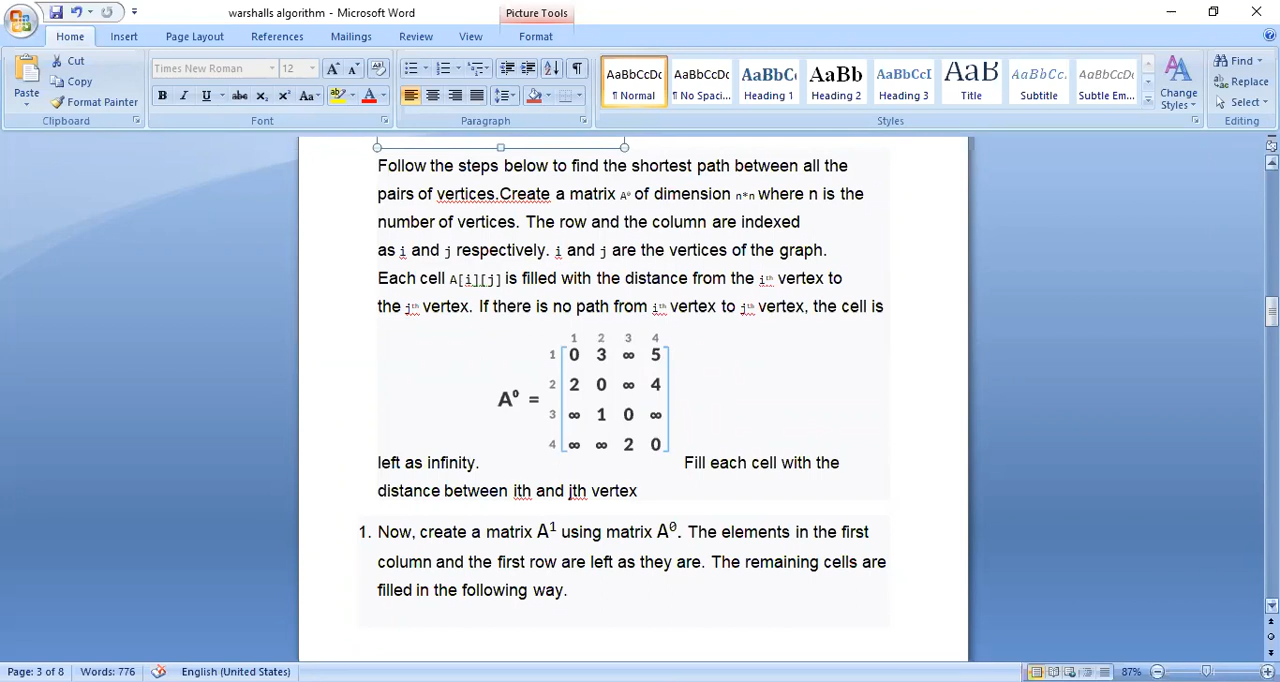 warshalls algorithm - Microsoft Word
Picture Tools
Home
Insert
Page Layout
References
Mailings
Review
View
Format
Paste
Cut
Copy
Format Painter
Clipboard
Times New Roman
12
Font
Paragraph
AaBbCcDc
¶ Normal
AaBbCcDc
¶ No Spaci...
AaBbC
Heading 1
AaBb
Heading 2
AaBbCcI
Heading 3
AaB
Title
AaBbCc.
Subtitle
AaBbCcDc
Subtle Em...
Change
Styles
Styles
Find
Replace
Select
Editing
Follow the steps below to find the shortest path between all the
pairs of vertices.Create a matrix A⁰ of dimension n*n where n is the
number of vertices. The row and the column are indexed
as i and j respectively. i and j are the vertices of the graph.
Each cell A[i][j] is filled with the distance from the iᵗʰ vertex to
the jᵗʰ vertex. If there is no path from iᵗʰ vertex to jᵗʰ vertex, the cell is
1 2 3 4
1 0 3 ∞ 5
2 2 0 ∞ 4
A⁰ =
3 ∞ 1 0 ∞
4 ∞ ∞ 2 0
left as infinity. Fill each cell with the
distance between ith and jth vertex
1. Now, create a matrix A¹ using matrix A⁰. The elements in the first
column and the first row are left as they are. The remaining cells are
filled in the following way.
Page: 3 of 8
Words: 776
English (United States)
87%